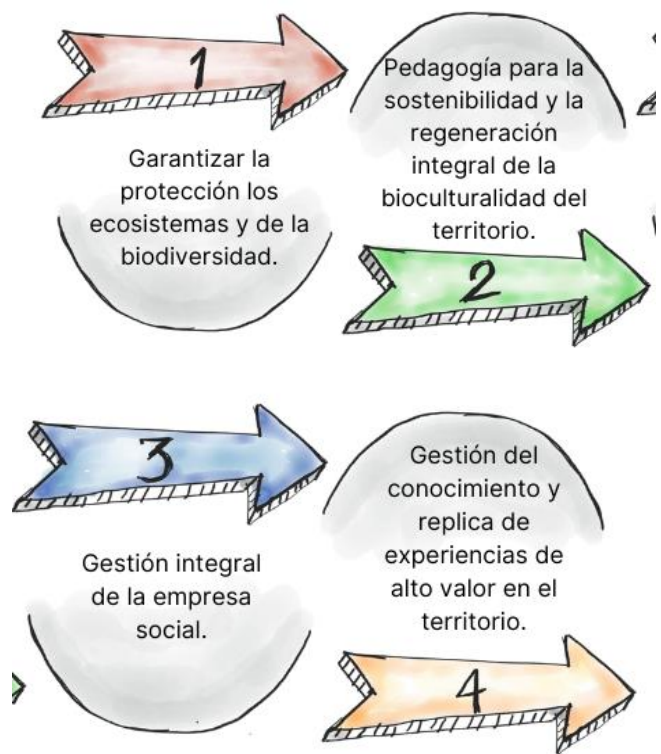 1
Garantizar la
protección los
ecosistemas y de la
biodiversidad.
Pedagogía para la
sostenibilidad y la
regeneración
integral de la
bioculturalidad del
territorio.
2
3
Gestión integral
de la empresa
social.
Gestión del
conocimiento y
replica de
experiencias de
alto valor en el
territorio.
4